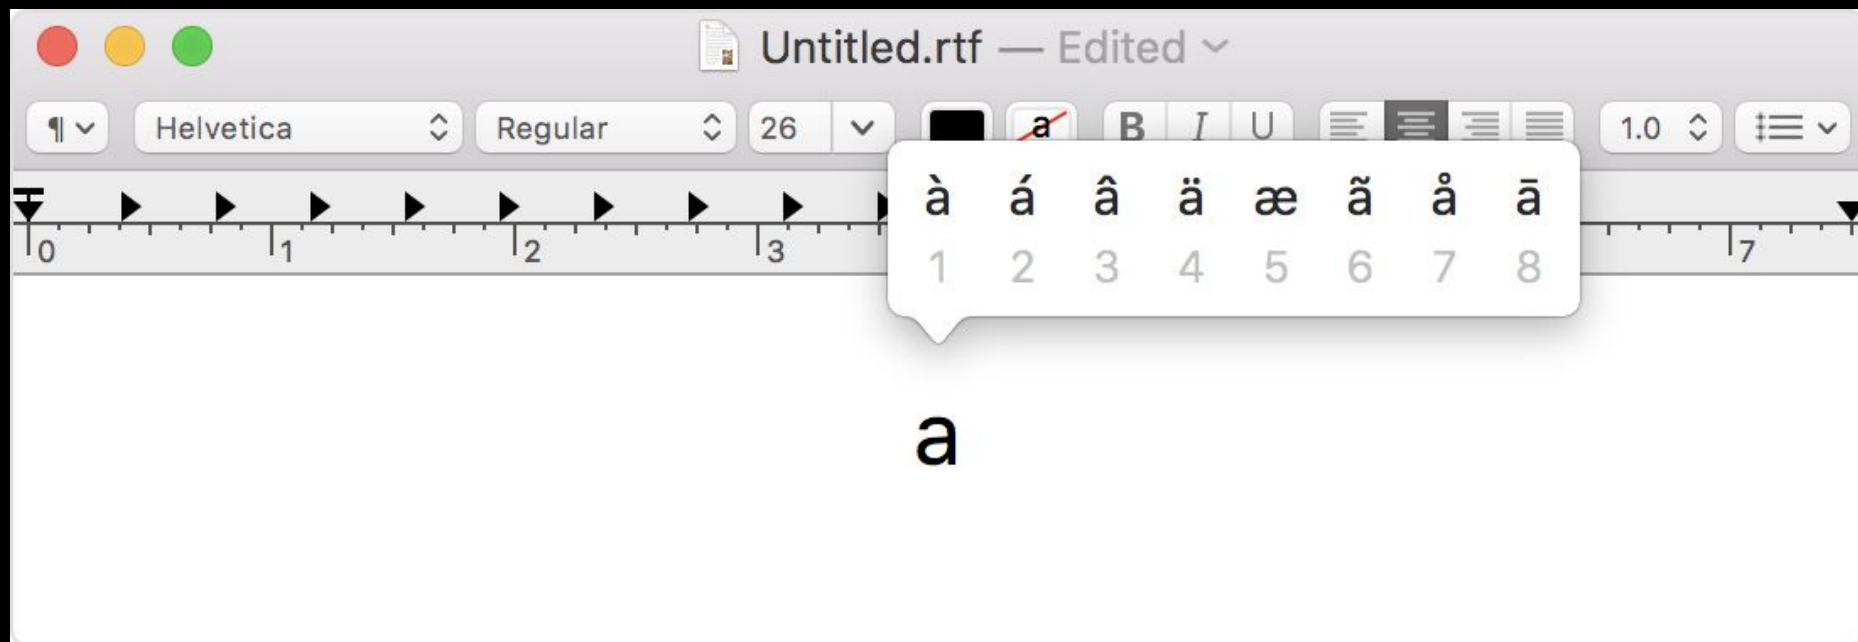 Untitled.rtf — Edited
¶ Helvetica Regular 26 a B I U 1.0
à á â ä æ ã å ā
0 1 2 3 7
1 2 3 4 5 6 7 8
a